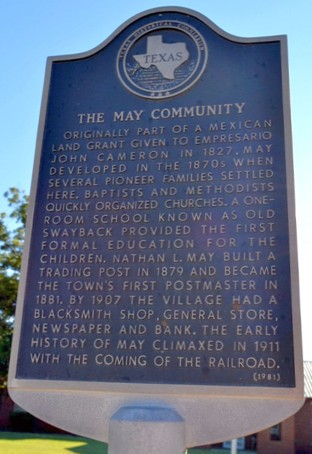 TEXAS HISTORICAL COMMISSION
TEXAS
THE MAY COMMUNITY
ORIGINALLY PART OF A MEXICAN
LAND GRANT GIVEN TO EMPRESARIO
JOHN CAMERON IN 1827, MAY
DEVELOPED IN THE 1870s WHEN
SEVERAL PIONEER FAMILIES SETTLED
HERE. BAPTISTS AND METHODISTS
QUICKLY ORGANIZED CHURCHES. A ONE-
ROOM SCHOOL KNOWN AS OLD
SWAYBACK PROVIDED THE FIRST
FORMAL EDUCATION FOR THE
CHILDREN. NATHAN L. MAY BUILT A
TRADING POST IN 1879 AND BECAME
THE TOWN'S FIRST POSTMASTER IN
1881. BY 1907 THE VILLAGE HAD A
BLACKSMITH SHOP, GENERAL STORE,
NEWSPAPER AND BANK. THE EARLY
HISTORY OF MAY CLIMAXED IN 1911
WITH THE COMING OF THE RAILROAD.
(1981)